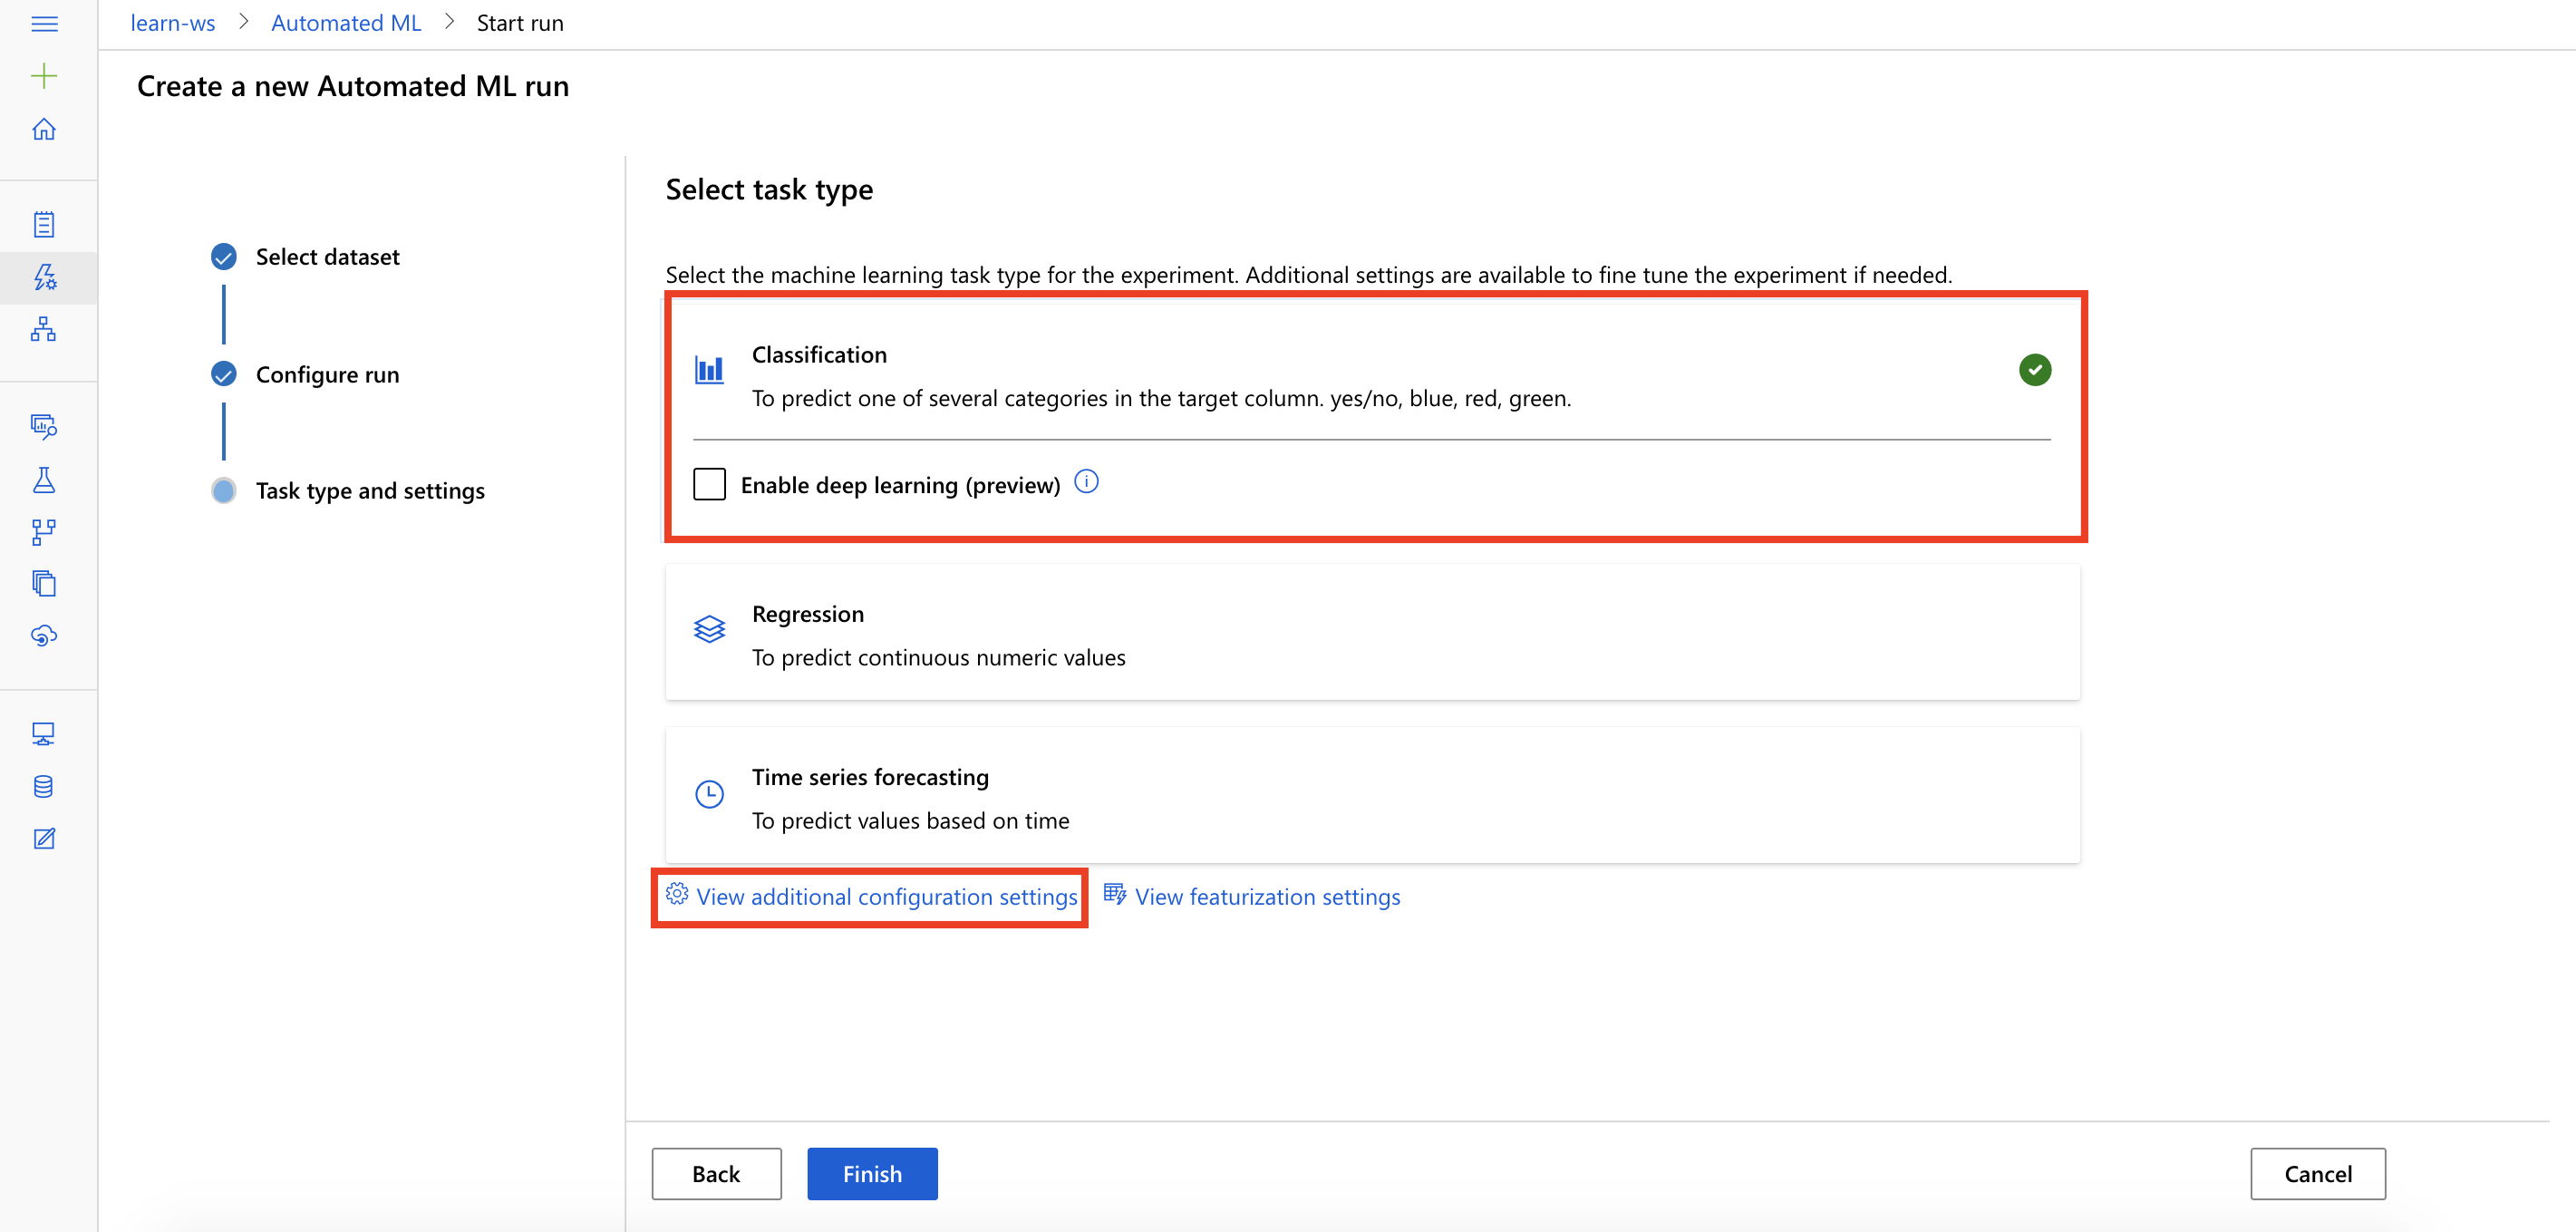 learn-ws > Automated ML > Start run
Create a new Automated ML run
Select dataset
Configure run
Task type and settings
Select task type
Select the machine learning task type for the experiment. Additional settings are available to fine tune the experiment if needed.
Classification
To predict one of several categories in the target column. yes/no, blue, red, green.
Enable deep learning (preview)
Regression
To predict continuous numeric values
Time series forecasting
To predict values based on time
View additional configuration settings View featurization settings
Back Finish Cancel